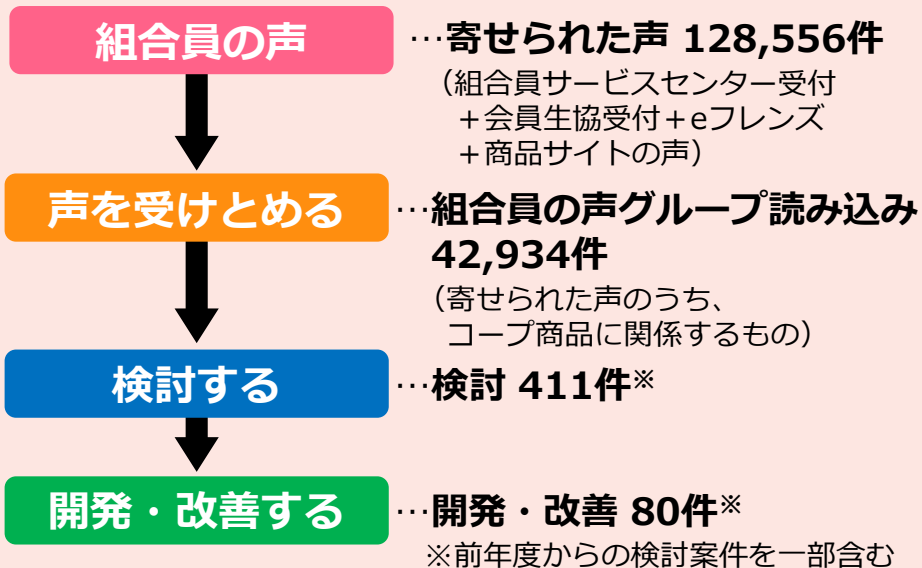 組合員の声
…寄せられた声 128,556件
（組合員サービスセンター受付
＋会員生協受付＋eフレンズ
＋商品サイトの声）
声を受けとめる
…組合員の声グループ読み込み
42,934件
（寄せられた声のうち、
コープ商品に関係するもの）
検討する
…検討 411件※
開発・改善する
…開発・改善 80件※
※前年度からの検討案件を一部含む